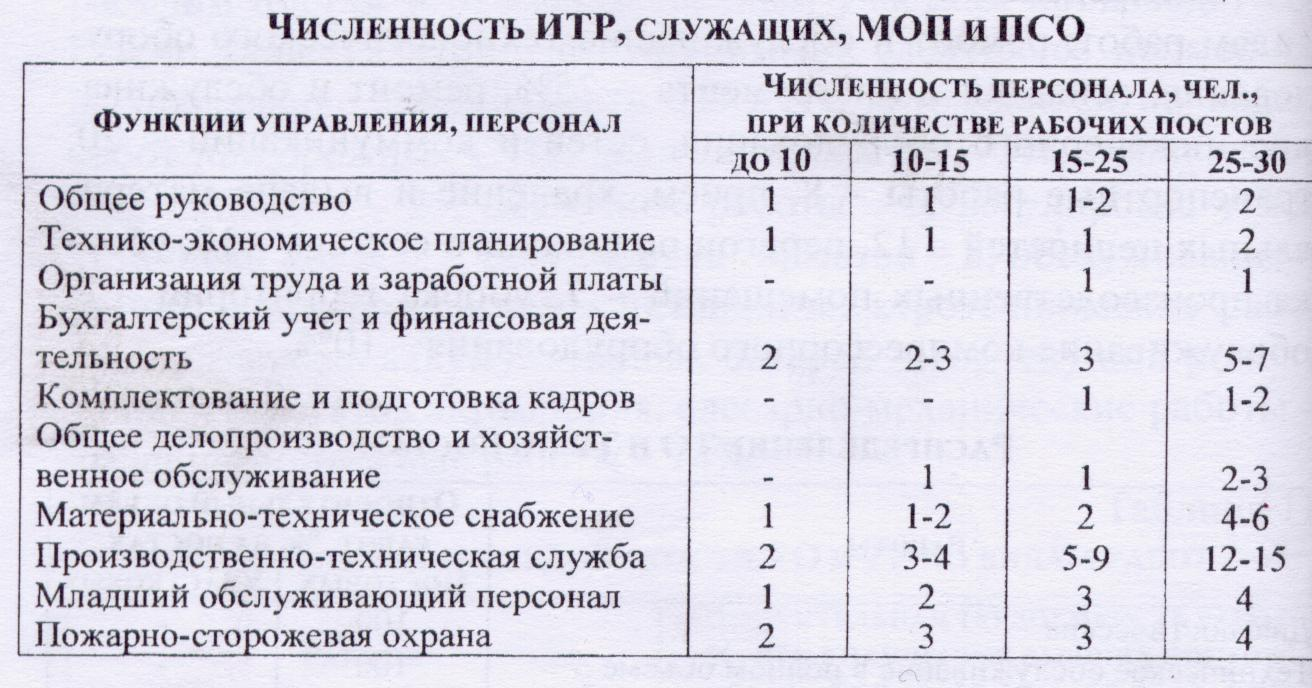 ЧИСЛЕННОСТЬ ИТР, СЛУЖАЩИХ, МОП И ПСО
ФУНКЦИИ УПРАВЛЕНИЯ, ПЕРСОНАЛ
ЧИСЛЕННОСТЬ ПЕРСОНАЛА, ЧЕЛ.,
ПРИ КОЛИЧЕСТВЕ РАБОЧИХ ПОСТОВ
ДО 10 10-15 15-25 25-30
Общее руководство 1 1 1-2 2
Технико-экономическое планирование 1 1 1 2
Организация труда и заработной платы - - 1 1
Бухгалтерский учет и финансовая дея-
тельность 2 2-3 3 5-7
Комплектование и подготовка кадров - - 1 1-2
Общее делопроизводство и хозяйст-
венное обслуживание - 1 1 2-3
Материально-техническое снабжение 1 1-2 2 4-6
Производственно-техническая служба 2 3-4 5-9 12-15
Младший обслуживающий персонал 1 2 3 4
Пожарно-сторожевая охрана 2 3 3 4